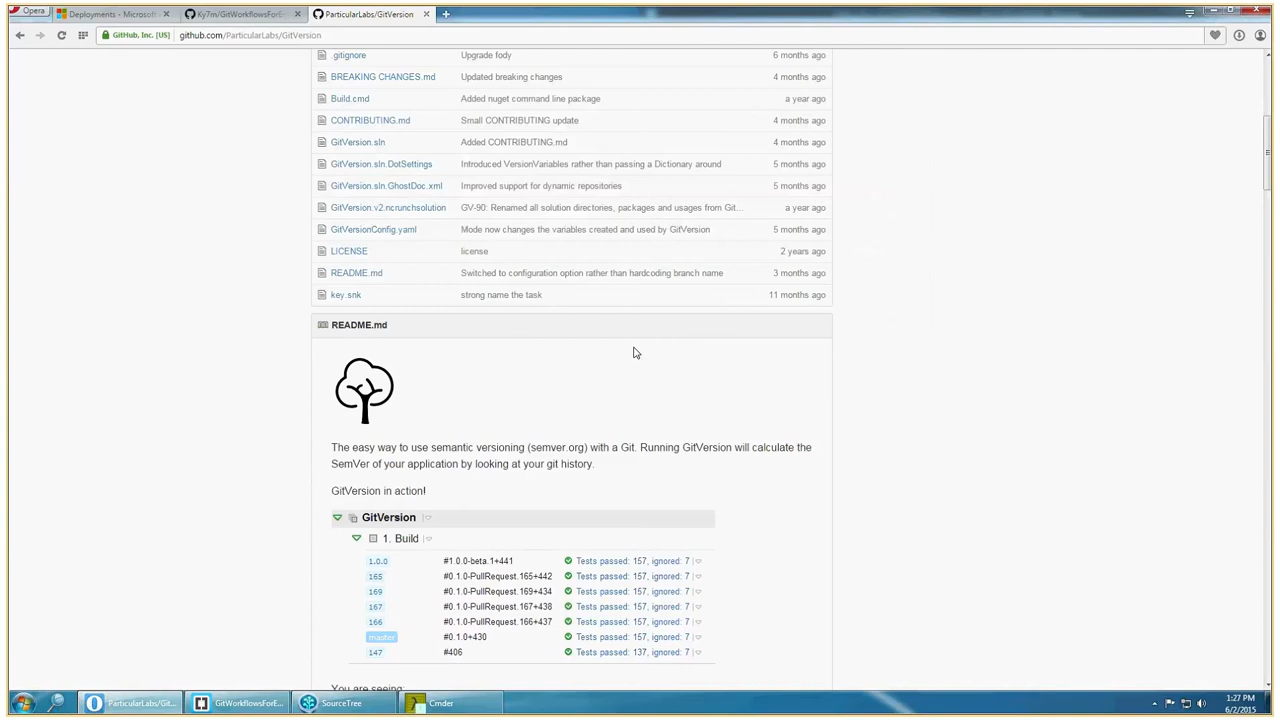 Opera
Deployments - Microsoft
Ky7m/GitWorkflowsForE
ParticularLabs/GitVersion
GitHub, Inc. [US]
github.com/ParticularLabs/GitVersion
.gitignore Upgrade fody 6 months ago
BREAKING CHANGES.md Updated breaking changes 4 months ago
Build.cmd Added nuget command line package a year ago
CONTRIBUTING.md Small CONTRIBUTING update 4 months ago
GitVersion.sln Added CONTRIBUTING.md 4 months ago
GitVersion.sln.DotSettings Introduced VersionVariables rather than passing a Dictionary around 5 months ago
GitVersion.sln.GhostDoc.xml Improved support for dynamic repositories 5 months ago
GitVersion.v2.ncrunchsolution GV-90: Renamed all solution directories, packages and usages from Git... a year ago
GitVersionConfig.yaml Mode now changes the variables created and used by GitVersion 5 months ago
LICENSE license 2 years ago
README.md Switched to configuration option rather than hardcoding branch name 3 months ago
key.snk strong name the task 11 months ago
README.md
The easy way to use semantic versioning (semver.org) with a Git. Running GitVersion will calculate the
SemVer of your application by looking at your git history.
GitVersion in action!
GitVersion
1. Build
1.0.0 #1.0.0-beta.1+441 Tests passed: 157, ignored: 7
165 #0.1.0-PullRequest.165+442 Tests passed: 157, ignored: 7
169 #0.1.0-PullRequest.169+434 Tests passed: 157, ignored: 7
167 #0.1.0-PullRequest.167+438 Tests passed: 157, ignored: 7
166 #0.1.0-PullRequest.166+437 Tests passed: 157, ignored: 7
master #0.1.0+430 Tests passed: 157, ignored: 7
147 #406 Tests passed: 137, ignored: 7
You are seeing:
ParticularLabs/Git...
GitWorkflowsForE...
SourceTree
Cmder
1:27 PM
6/2/2015